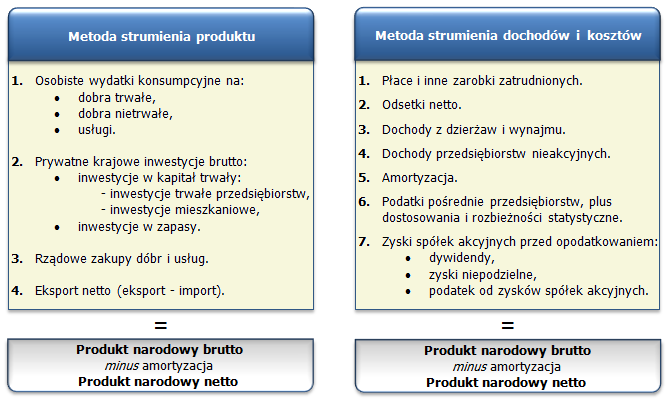 Metoda strumienia produktu
1. Osobiste wydatki konsumpcyjne na:
• dobra trwałe,
• dobra nietrwałe,
• usługi.
2. Prywatne krajowe inwestycje brutto:
• inwestycje w kapitał trwały:
- inwestycje trwałe przedsiębiorstw,
- inwestycje mieszkaniowe,
• inwestycje w zapasy.
3. Rządowe zakupy dóbr i usług.
4. Eksport netto (eksport - import).
=
Produkt narodowy brutto
minus amortyzacja
Produkt narodowy netto
Metoda strumienia dochodów i kosztów
1. Płace i inne zarobki zatrudnionych.
2. Odsetki netto.
3. Dochody z dzierżaw i wynajmu.
4. Dochody przedsiębiorstw nieakcyjnych.
5. Amortyzacja.
6. Podatki pośrednie przedsiębiorstw, plus
dostosowania i rozbieżności statystyczne.
7. Zyski spółek akcyjnych przed opodatkowaniem:
• dywidendy,
• zyski niepodzielne,
• podatek od zysków spółek akcyjnych.
=
Produkt narodowy brutto
minus amortyzacja
Produkt narodowy netto